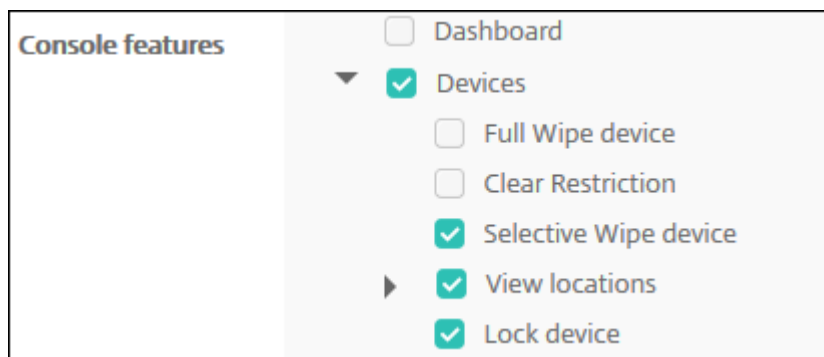 Console features
Dashboard
Devices
Full Wipe device
Clear Restriction
Selective Wipe device
View locations
Lock device